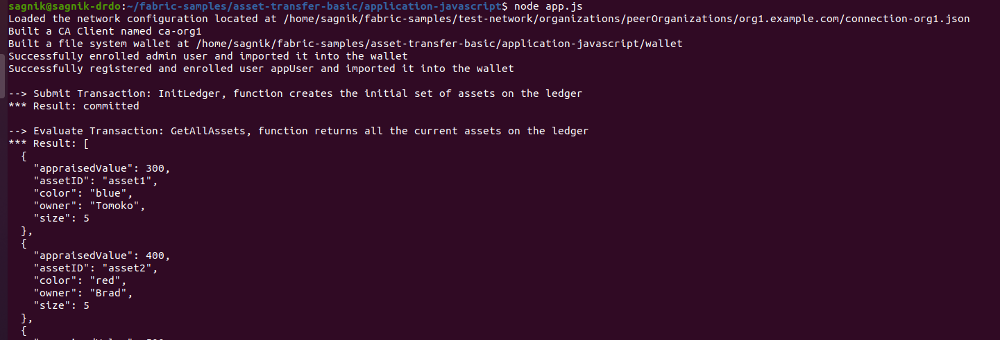 sagnik@sagnik-drdo:~/fabric-samples/asset-transfer-basic/application-javascript$ node app.js
Loaded the network configuration located at /home/sagnik/fabric-samples/test-network/organizations/peerOrganizations/org1.example.com/connection-org1.json
Built a CA Client named ca-org1
Built a file system wallet at /home/sagnik/fabric-samples/asset-transfer-basic/application-javascript/wallet
Successfully enrolled admin user and imported it into the wallet
Successfully registered and enrolled user appUser and imported it into the wallet

--> Submit Transaction: InitLedger, function creates the initial set of assets on the ledger
*** Result: committed

--> Evaluate Transaction: GetAllAssets, function returns all the current assets on the ledger
*** Result: [
  {
    "appraisedValue": 300,
    "assetID": "asset1",
    "color": "blue",
    "owner": "Tomoko",
    "size": 5
  },
  {
    "appraisedValue": 400,
    "assetID": "asset2",
    "color": "red",
    "owner": "Brad",
    "size": 5
  },
  {